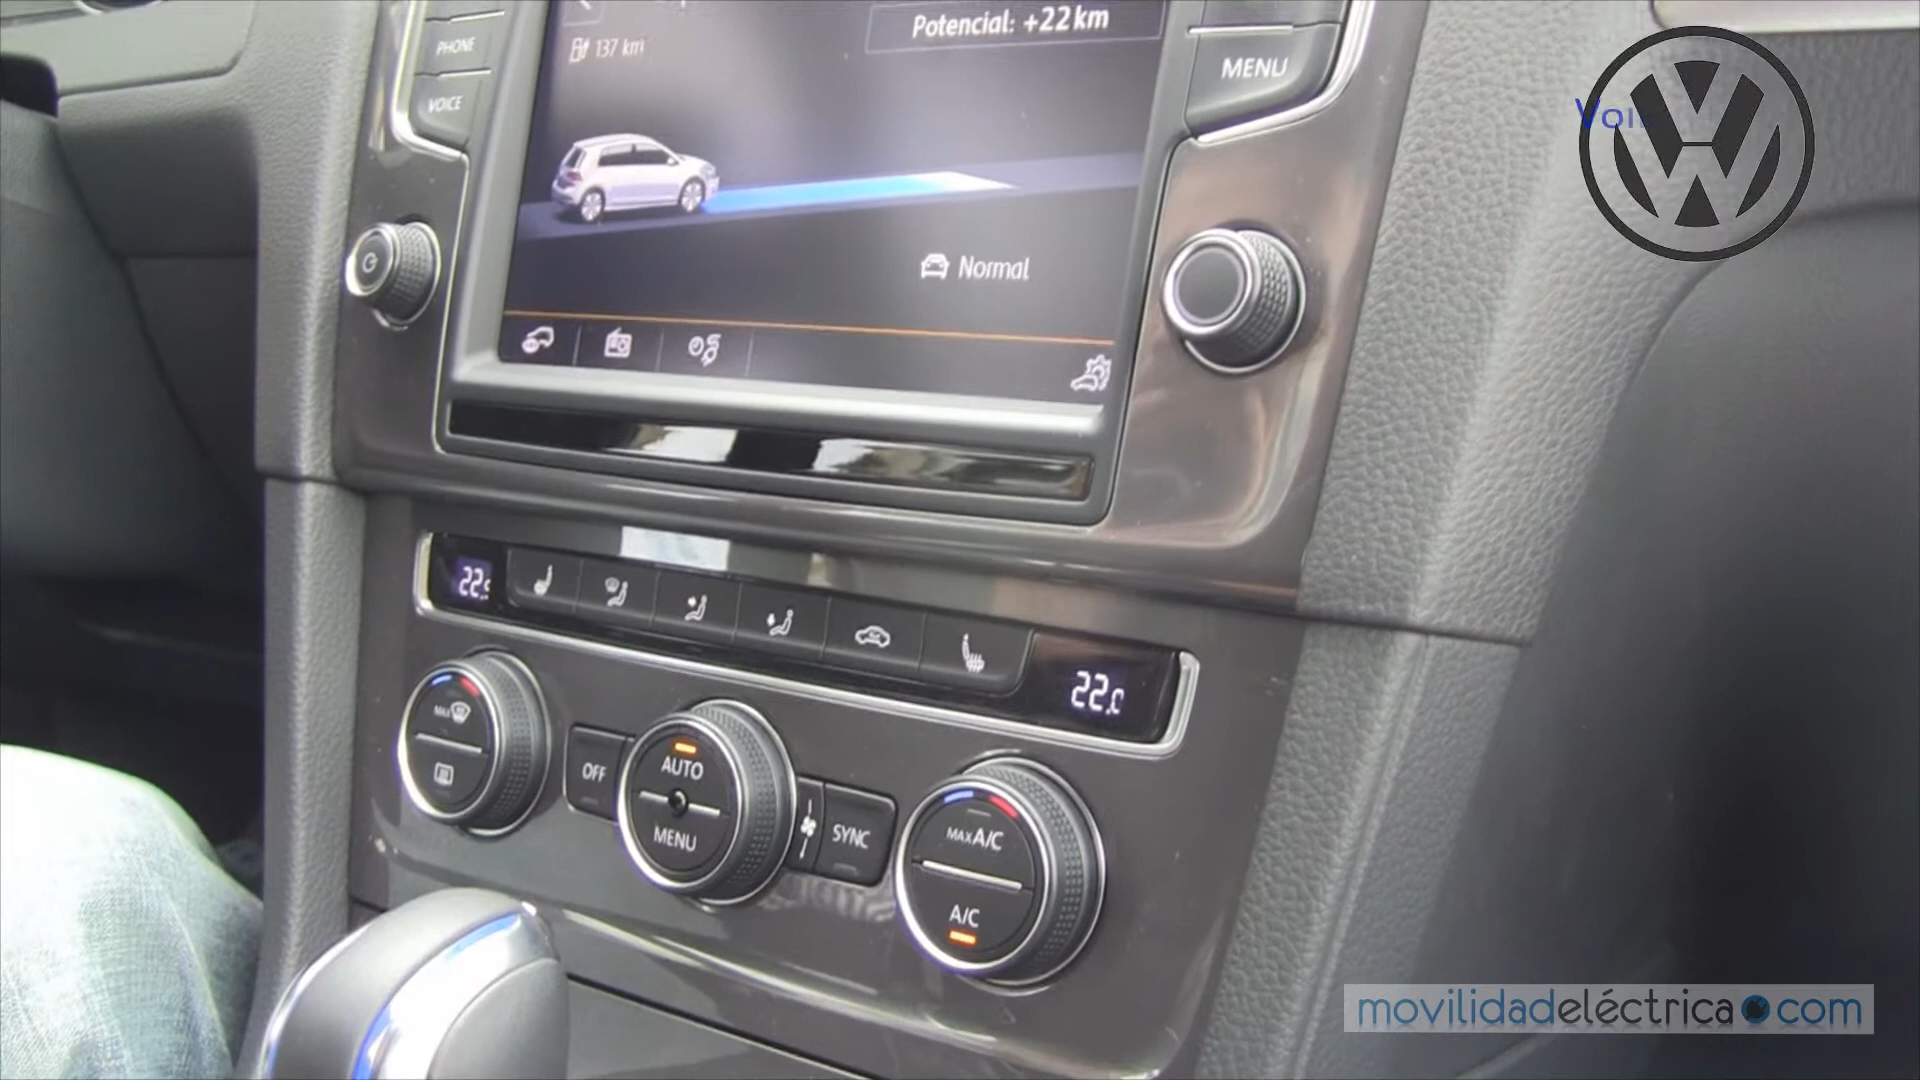 Potencial: +22 km
137 km
PHONE
VOICE
MENU
Normal
22.5
22.0
MAX
OFF
AUTO
MENU
SYNC
MAX A/C
A/C
movilidadeléctrica.com